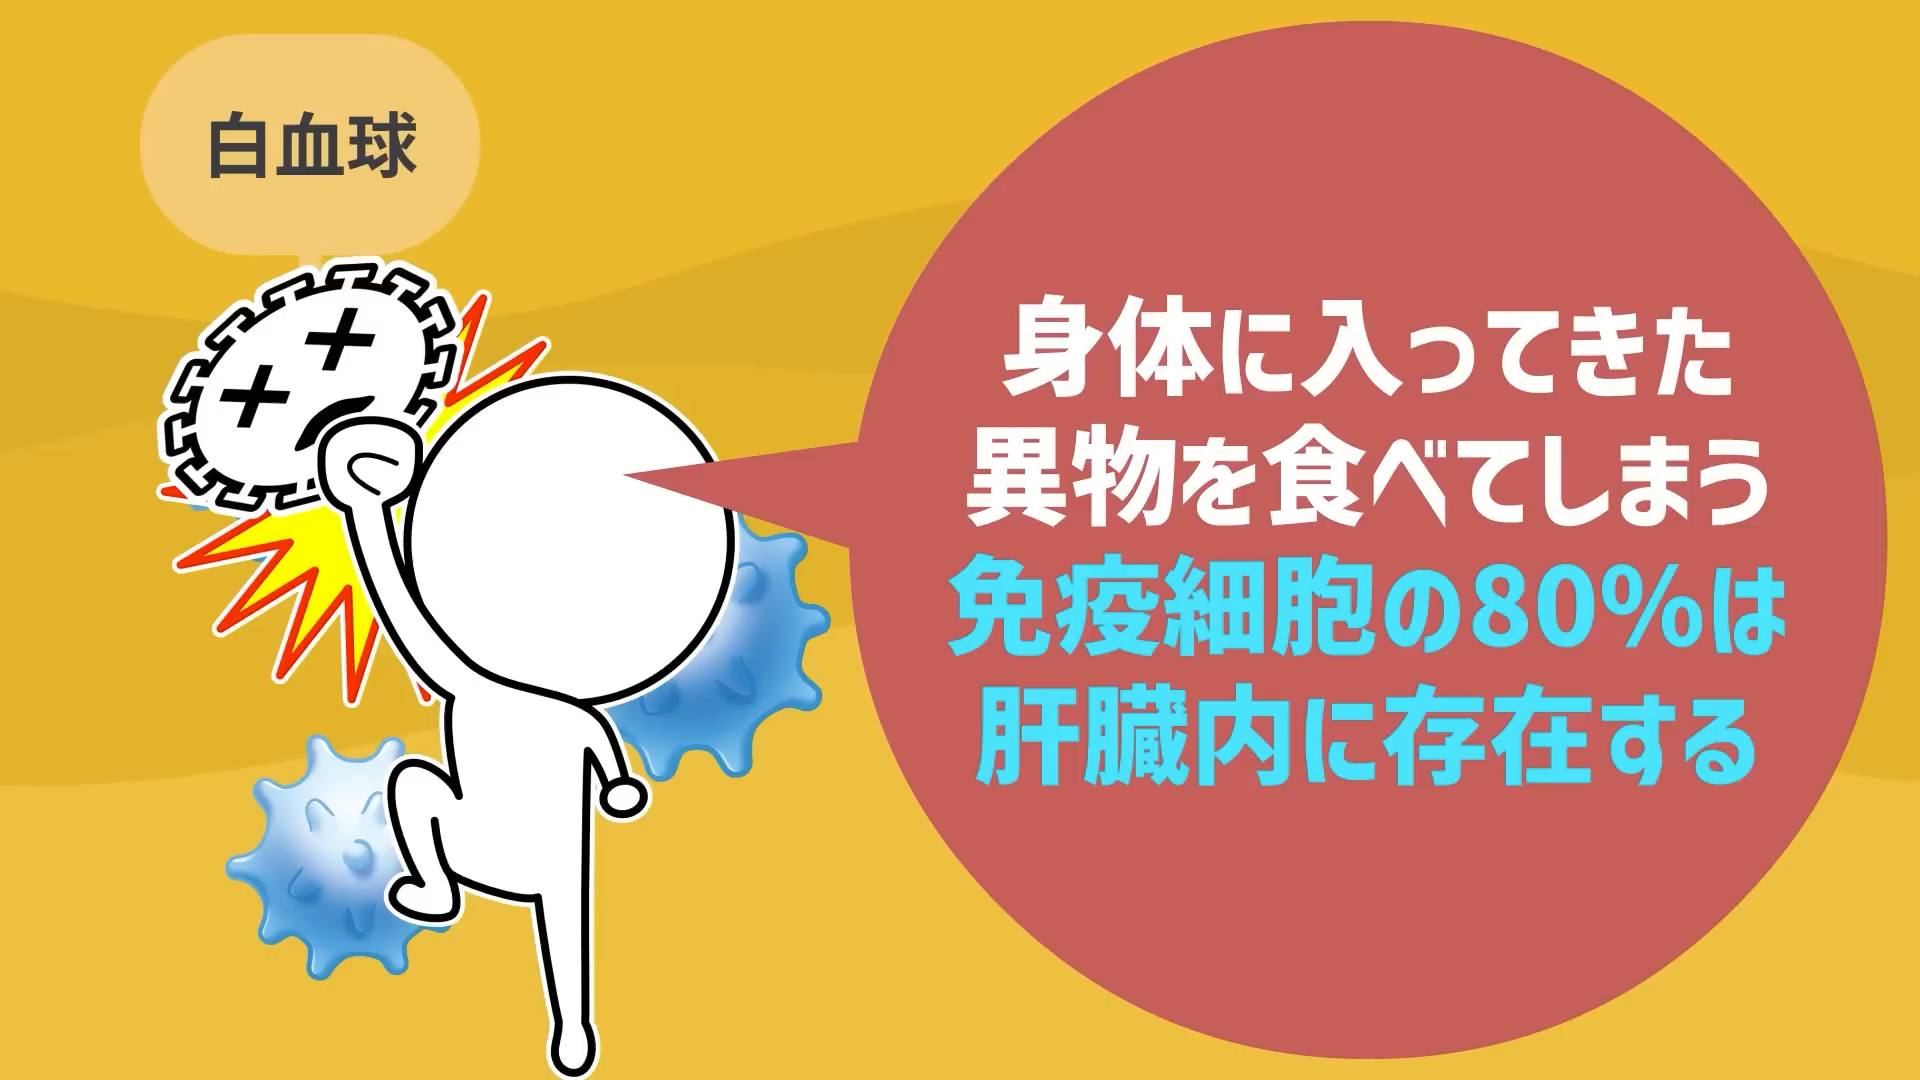 白血球
身体に入ってきた
異物を食べてしまう
免疫細胞の80%は
肝臓内に存在する